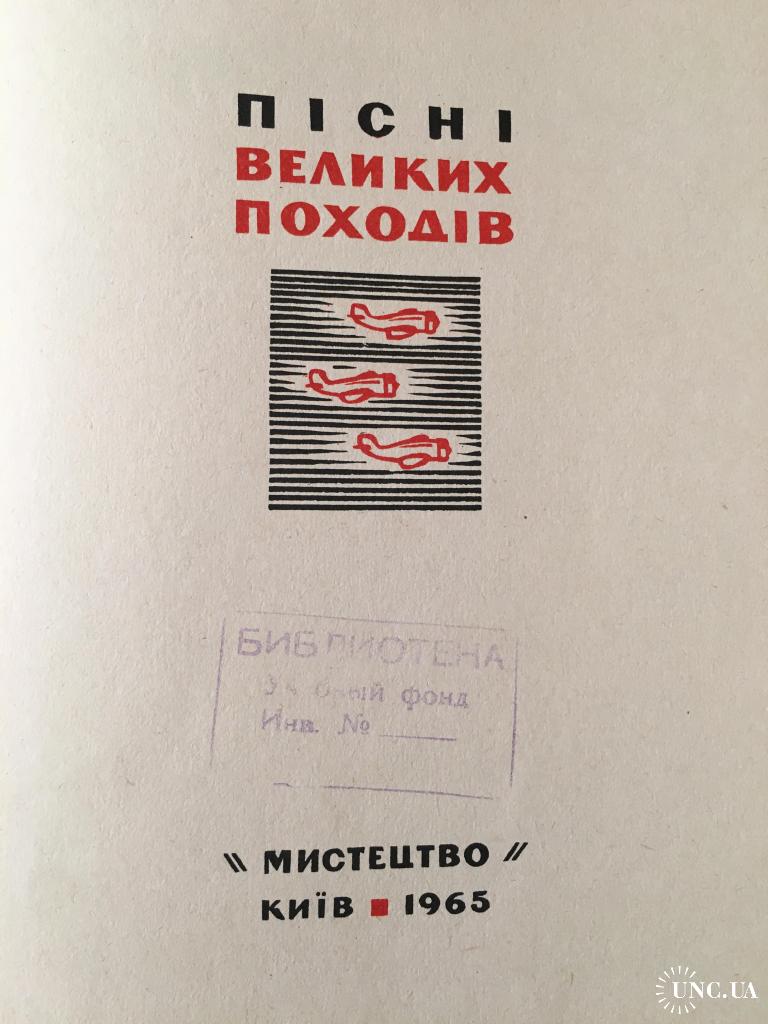 ПІСНІ
ВЕЛИКИХ
ПОХОДІВ
БИБЛИОТЕКА
фонд
Инв. №
"МИСТЕЦТВО"
КИЇВ ■ 1965
UNC.UA